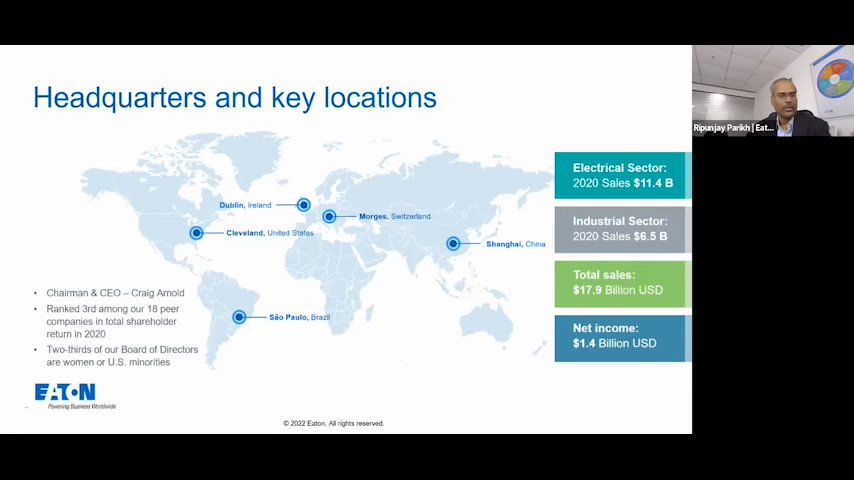 Headquarters and key locations
Dublin, Ireland
Morges, Switzerland
Cleveland, United States
Shanghai, China
São Paulo, Brazil
• Chairman & CEO – Craig Arnold
• Ranked 3rd among our 18 peer
companies in total shareholder
return in 2020
• Two-thirds of our Board of Directors
are women or U.S. minorities
Electrical Sector:
2020 Sales $11.4 B
Industrial Sector:
2020 Sales $6.5 B
Total sales:
$17.9 Billion USD
Net income:
$1.4 Billion USD
EATON
Powering Business Worldwide
© 2022 Eaton. All rights reserved.
Ripunjay Parikh | Eat...